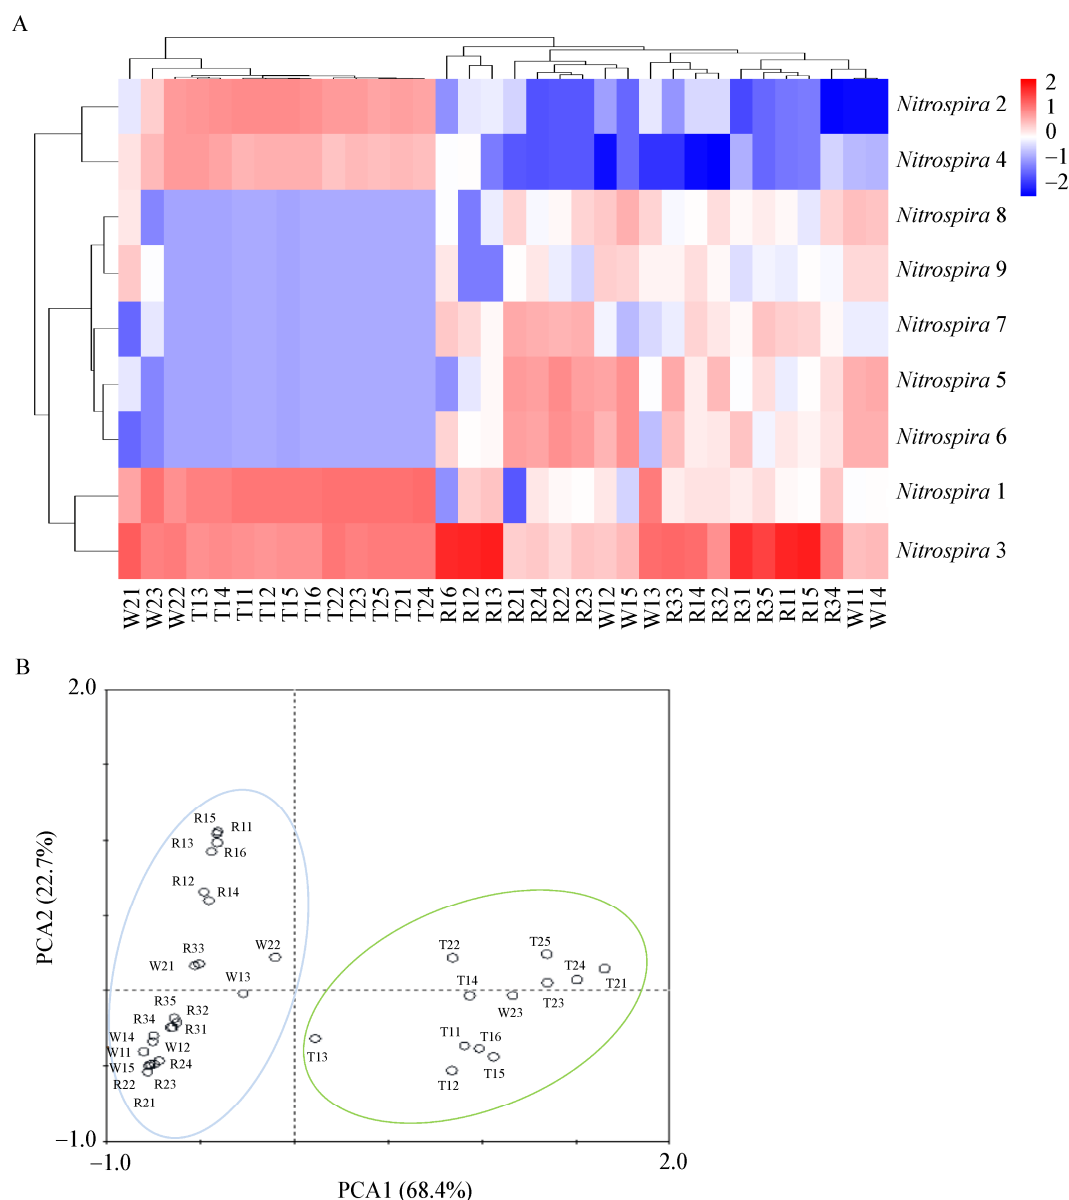 A
Nitrospira 2
Nitrospira 4
Nitrospira 8
Nitrospira 9
Nitrospira 7
Nitrospira 5
Nitrospira 6
Nitrospira 1
Nitrospira 3
2
1
0
−1
−2
W21 W23 W22 T13 T14 T11 T12 T15 T16 T22 T23 T25 T21 T24 R16 R12 R13 R21 R24 R22 R23 W12 W15 W13 R33 R14 R32 R31 R35 R11 R15 R34 W11 W14
B
2.0
PCA2 (22.7%)
R15 R11
R13 R16
R12 R14
R33 W22
W21
W13
R35 R32
R34 R31
W14 W12
W11
W15 R24
R22 R23
R21
T22 T25
T14 T24
T21
W23 T23
T11 T16
T13
T15
T12
−1.0
−1.0 2.0
PCA1 (68.4%)